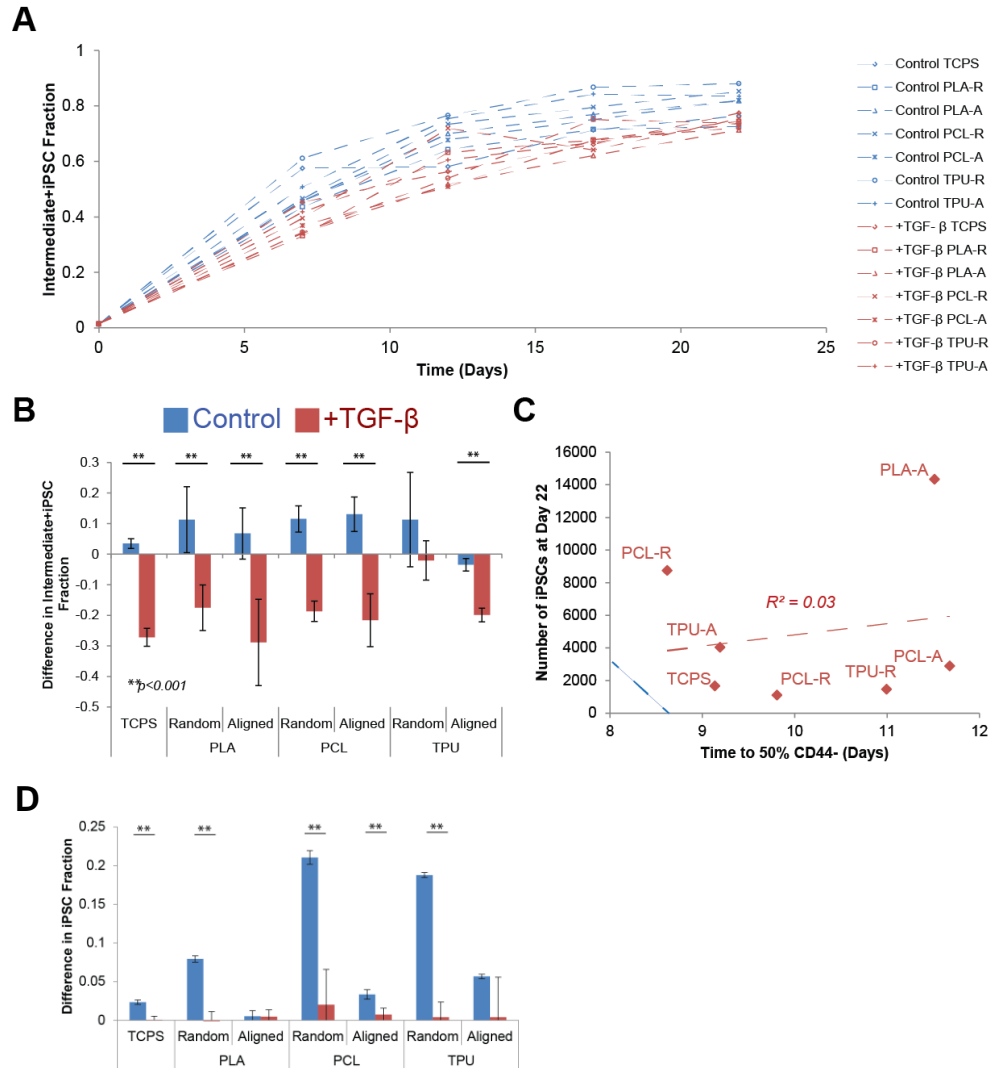 A
Intermediate+iPSC Fraction
1
0.8
0.6
0.4
0.2
0
0 5 10 15 20 25
Time (Days)
Control TCPS
Control PLA-R
Control PLA-A
Control PCL-R
Control PCL-A
Control TPU-R
Control TPU-A
+TGF- β TCPS
+TGF-β PLA-R
+TGF-β PLA-A
+TGF-β PCL-R
+TGF-β PCL-A
+TGF-β TPU-R
+TGF-β TPU-A
B
Control +TGF-β
Difference in Intermediate+iPSC
Fraction
0.3
0.2
0.1
0
-0.1
-0.2
-0.3
-0.4
-0.5
** ** ** ** ** **
**p<0.001
TCPS Random Aligned Random Aligned Random Aligned
PLA PCL TPU
C
Number of iPSCs at Day 22
16000
14000
12000
10000
8000
6000
4000
2000
0
PLA-A
PCL-R
R² = 0.03
TPU-A
TCPS
PCL-R
TPU-R
PCL-A
8 9 10 11 12
Time to 50% CD44- (Days)
D
Difference in iPSC Fraction
0.25
0.2
0.15
0.1
0.05
0
** ** ** ** **
TCPS Random Aligned Random Aligned Random Aligned
PLA PCL TPU